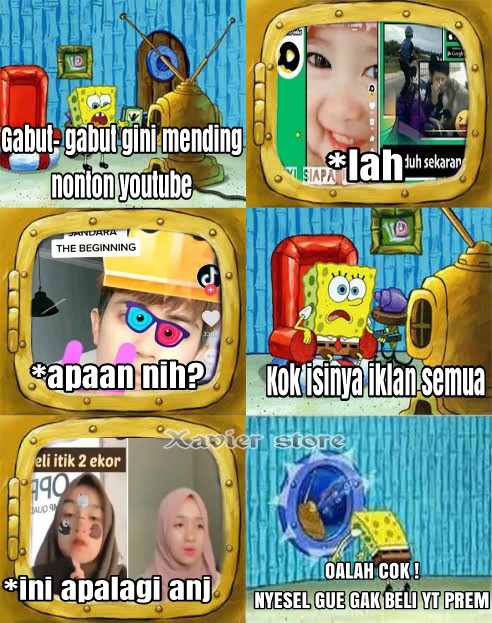 Gabut- gabut gini mending
nonton youtube
SIAPA
*lah
duh sekaran
JANDARA
THE BEGINNING
*apaan nih?
Kok isinya iklan semua
Xavier store
eli itik 2 ekor
*ini apalagi anj
OALAH COK !
NYESEL GUE GAK BELI YT PREM